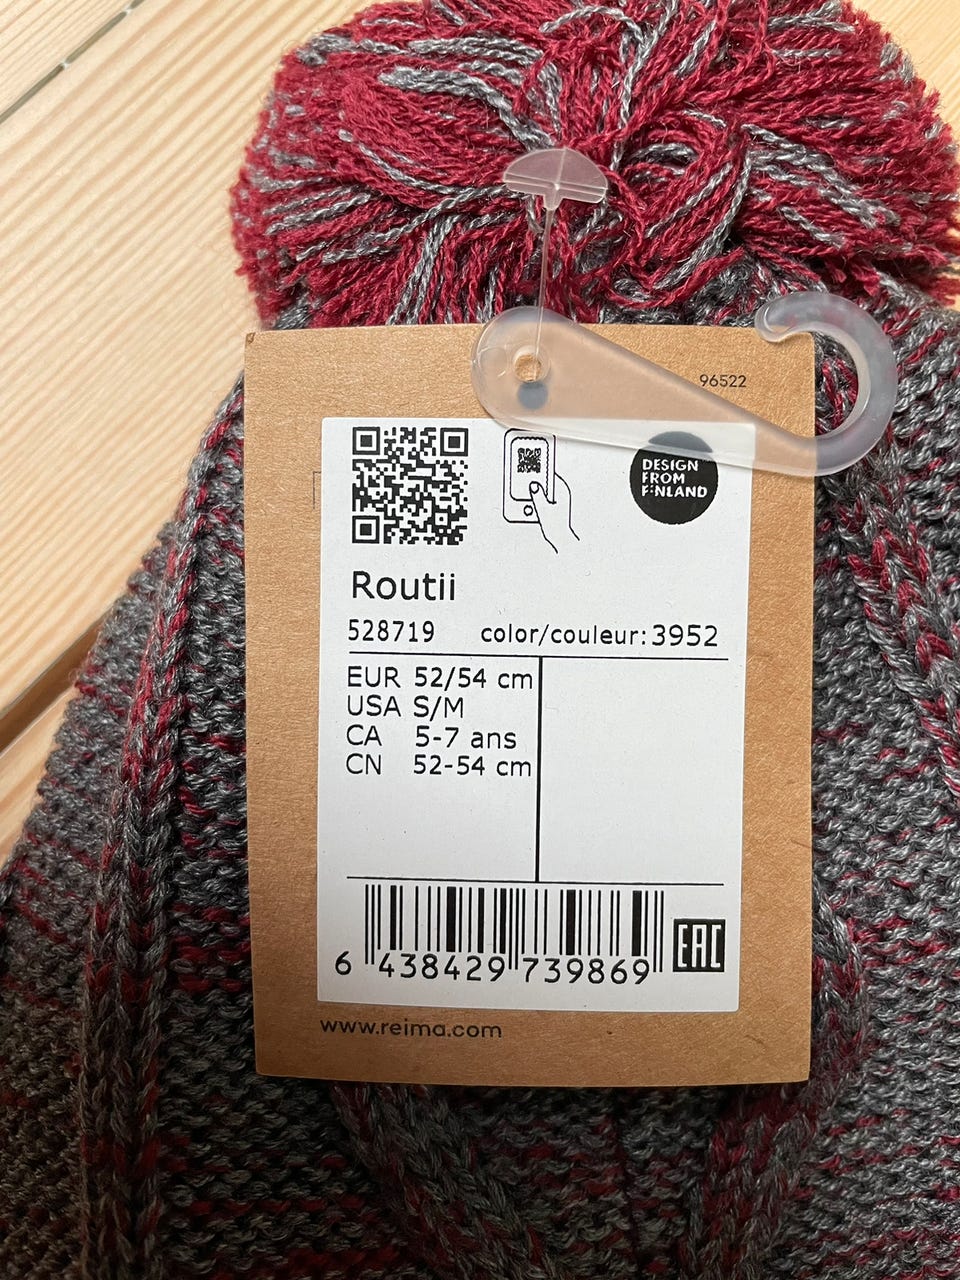 96522
DESIGN
FROM
FINLAND
Routii
528719 color/couleur: 3952
EUR 52/54 cm
USA S/M
CA 5-7 ans
CN 52-54 cm
6 438429 739869
EAC
www.reima.com